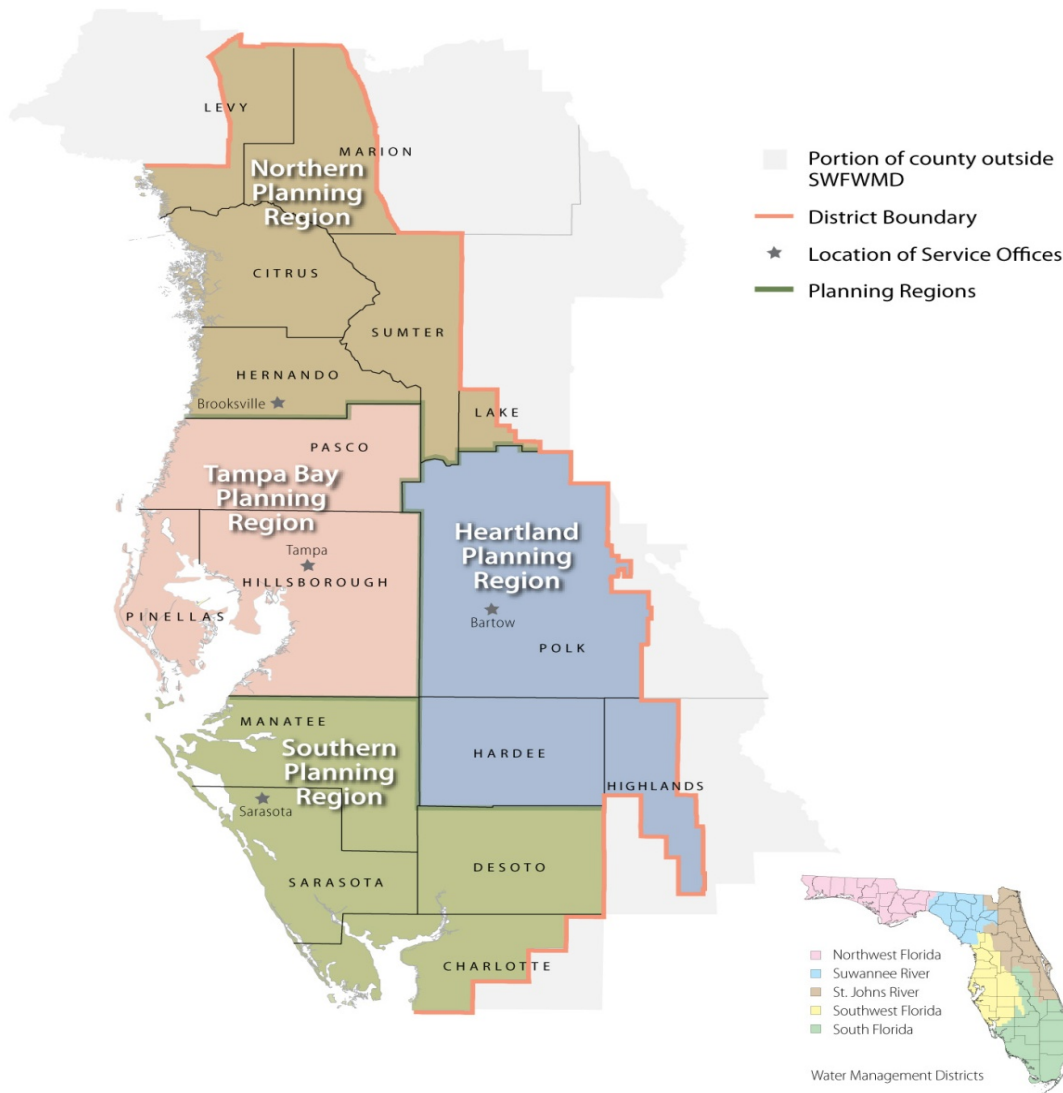 LEVY
MARION
Northern
Planning
Region
CITRUS
SUMTER
HERNANDO
Brooksville
LAKE
PASCO
Tampa Bay
Planning
Region
Tampa
HILLSBOROUGH
PINELLAS
Heartland
Planning
Region
Bartow
POLK
MANATEE
Southern
Planning
Region
HARDEE
HIGHLANDS
Sarasota
SARASOTA
DESOTO
CHARLOTTE
Portion of county outside
SWFWMD
District Boundary
Location of Service Offices
Planning Regions
Northwest Florida
Suwannee River
St. Johns River
Southwest Florida
South Florida
Water Management Districts